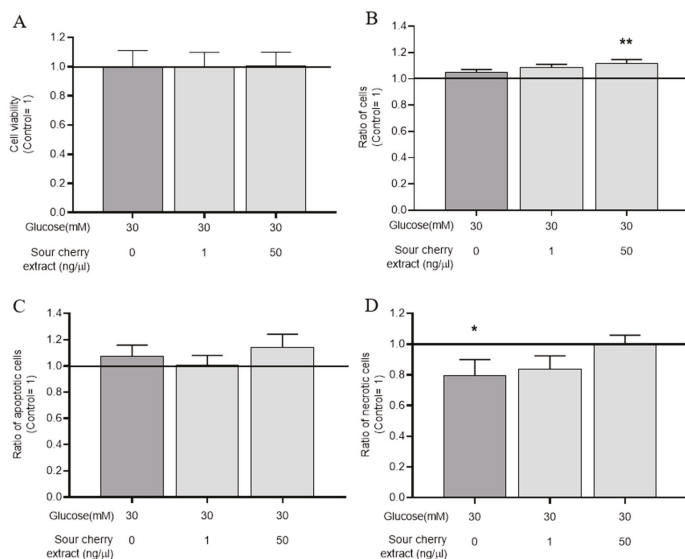 A
Cell viability
(Control= 1)
1.2
1.0
0.8
0.6
0.4
0.2
0.0
Glucose(mM) 30 30 30
Sour cherry
extract (ng/µl) 0 1 50
B
Ratio of cells
(Control= 1)
1.4
1.2
1.0
0.8
0.6
0.4
0.2
0.0
**
Glucose(mM) 30 30 30
Sour cherry
extract (ng/µl) 0 1 50
C
Ratio of apoptotic cells
(Control= 1)
1.4
1.2
1.0
0.8
0.6
0.4
0.2
0.0
Glucose(mM) 30 30 30
Sour cherry
extract (ng/µl) 0 1 50
D
Ratio of necrotic cells
(Control= 1)
1.2
1.0
0.8
0.6
0.4
0.2
0.0
*
Glucose(mM) 30 30 30
Sour cherry
extract (ng/µl) 0 1 50